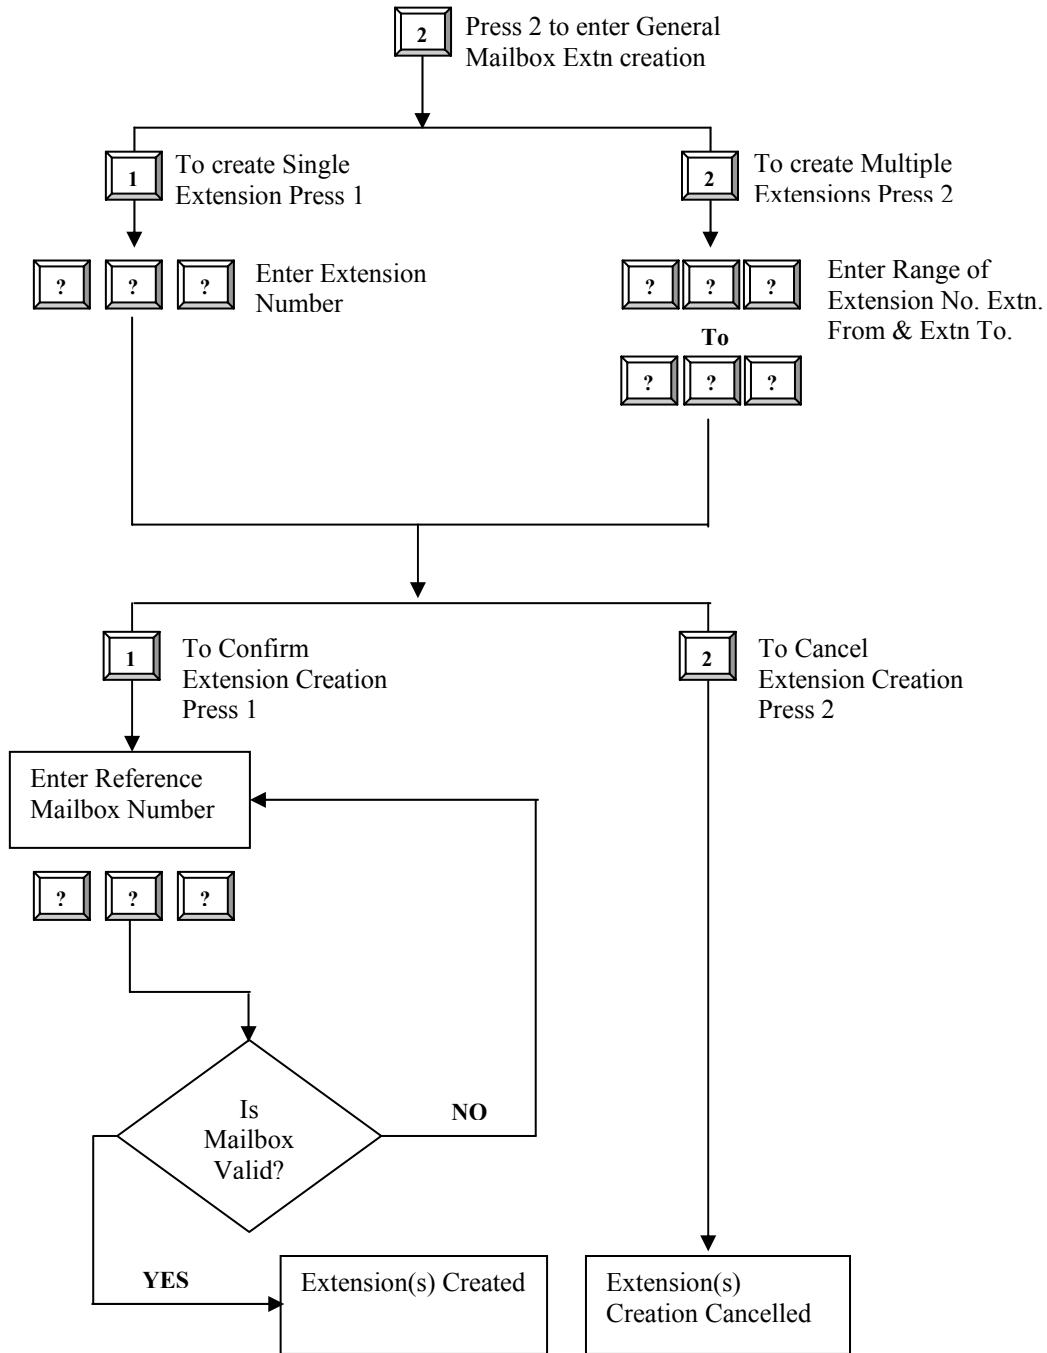 2
Press 2 to enter General
Mailbox Extn creation
1
To create Single
Extension Press 1
2
To create Multiple
Extensions Press 2
? ? ?
Enter Extension
Number
? ? ?
Enter Range of
Extension No. Extn.
From & Extn To.
To
? ? ?
1
To Confirm
Extension Creation
Press 1
2
To Cancel
Extension Creation
Press 2
Enter Reference
Mailbox Number
? ? ?
Is
Mailbox
Valid?
NO
YES
Extension(s) Created
Extension(s)
Creation Cancelled